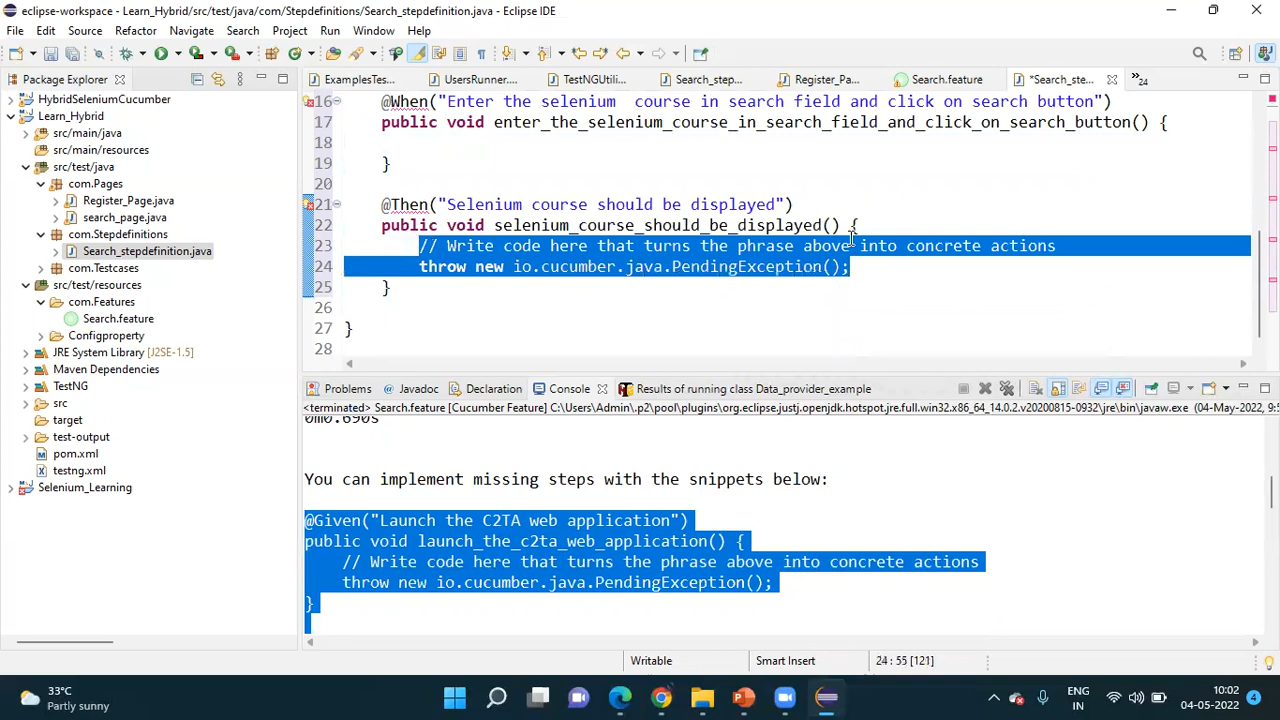 eclipse-workspace - Learn_Hybrid/src/test/java/com/Stepdefinitions/Search_stepdefinition.java - Eclipse IDE
File Edit Source Refactor Navigate Search Project Run Window Help
Package Explorer
ExamplesTes... UsersRunner.... TestNGUtili... Search_step... Register_Pa... Search.feature *Search_ste... 24
HybridSeleniumCucumber
Learn_Hybrid
src/main/java
src/main/resources
src/test/java
com.Pages
Register_Page.java
search_page.java
com.Stepdefinitions
Search_stepdefinition.java
com.Testcases
src/test/resources
com.Features
Search.feature
Configproperty
JRE System Library [J2SE-1.5]
Maven Dependencies
TestNG
src
target
test-output
pom.xml
testng.xml
Selenium_Learning
16 @When("Enter the selenium  course in search field and click on search button")
17 public void enter_the_selenium_course_in_search_field_and_click_on_search_button() {
18
19 }
20
21 @Then("Selenium course should be displayed")
22 public void selenium_course_should_be_displayed() {
23 // Write code here that turns the phrase above into concrete actions
24 throw new io.cucumber.java.PendingException();
25 }
26
27 }
28
Problems Javadoc Declaration Console Results of running class Data_provider_example
<terminated> Search.feature [Cucumber Feature] C:\Users\Admin\.p2\pool\plugins\org.eclipse.justj.openjdk.hotspot.jre.full.win32.x86_64_14.0.2.v20200815-0932\jre\bin\javaw.exe (04-May-2022, 9:5
0m0.690s
You can implement missing steps with the snippets below:
@Given("Launch the C2TA web application")
public void launch_the_c2ta_web_application() {
// Write code here that turns the phrase above into concrete actions
throw new io.cucumber.java.PendingException();
}
Writable Smart Insert 24 : 55 [121]
33°C
Partly sunny
ENG
IN
10:02
04-05-2022
4